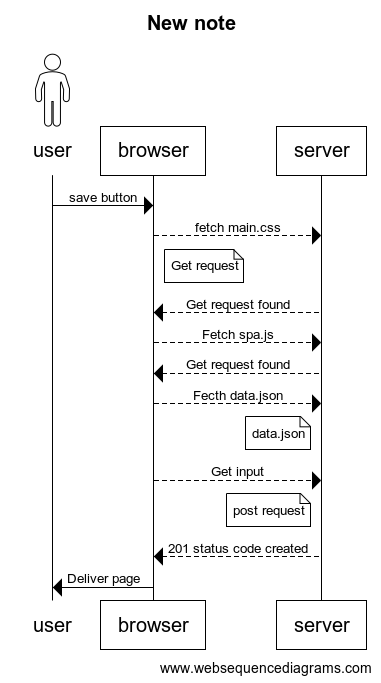 New note
user
browser
server
save button
fetch main.css
Get request
Get request found
Fetch spa.js
Get request found
Fecth data.json
data.json
Get input
post request
201 status code created
Deliver page
user
browser
server
www.websequencediagrams.com